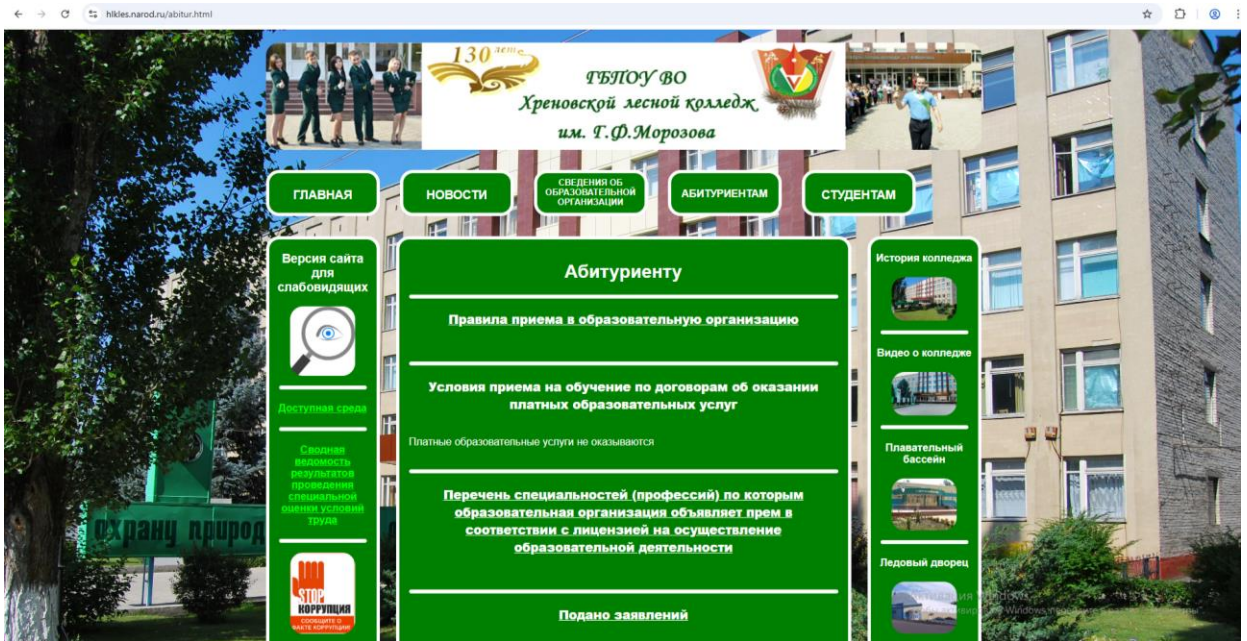 hlkles.narod.ru/abitur.html
130 лет
ГБПОУ ВО
Хреновской лесной колледж
им. Г.Ф.Морозова
ГЛАВНАЯ
НОВОСТИ
СВЕДЕНИЯ ОБ
ОБРАЗОВАТЕЛЬНОЙ
ОРГАНИЗАЦИИ
АБИТУРИЕНТАМ
СТУДЕНТАМ
Версия сайта
для
слабовидящих
Доступная среда
Сводная
ведомость
результатов
проведения
специальной
оценки условий
труда
STOP
КОРРУПЦИЯ
СООБЩИТЕ О
ФАКТЕ КОРРУПЦИИ
Абитуриенту
Правила приема в образовательную организацию
Условия приема на обучение по договорам об оказании
платных образовательных услуг
Платные образовательные услуги не оказываются
Перечень специальностей (профессий) по которым
образовательная организация объявляет прем в
соответствии с лицензией на осуществление
образовательной деятельности
Подано заявлений
История колледжа
Видео о колледже
Плавательный
бассейн
Ледовый дворец
охрану природ